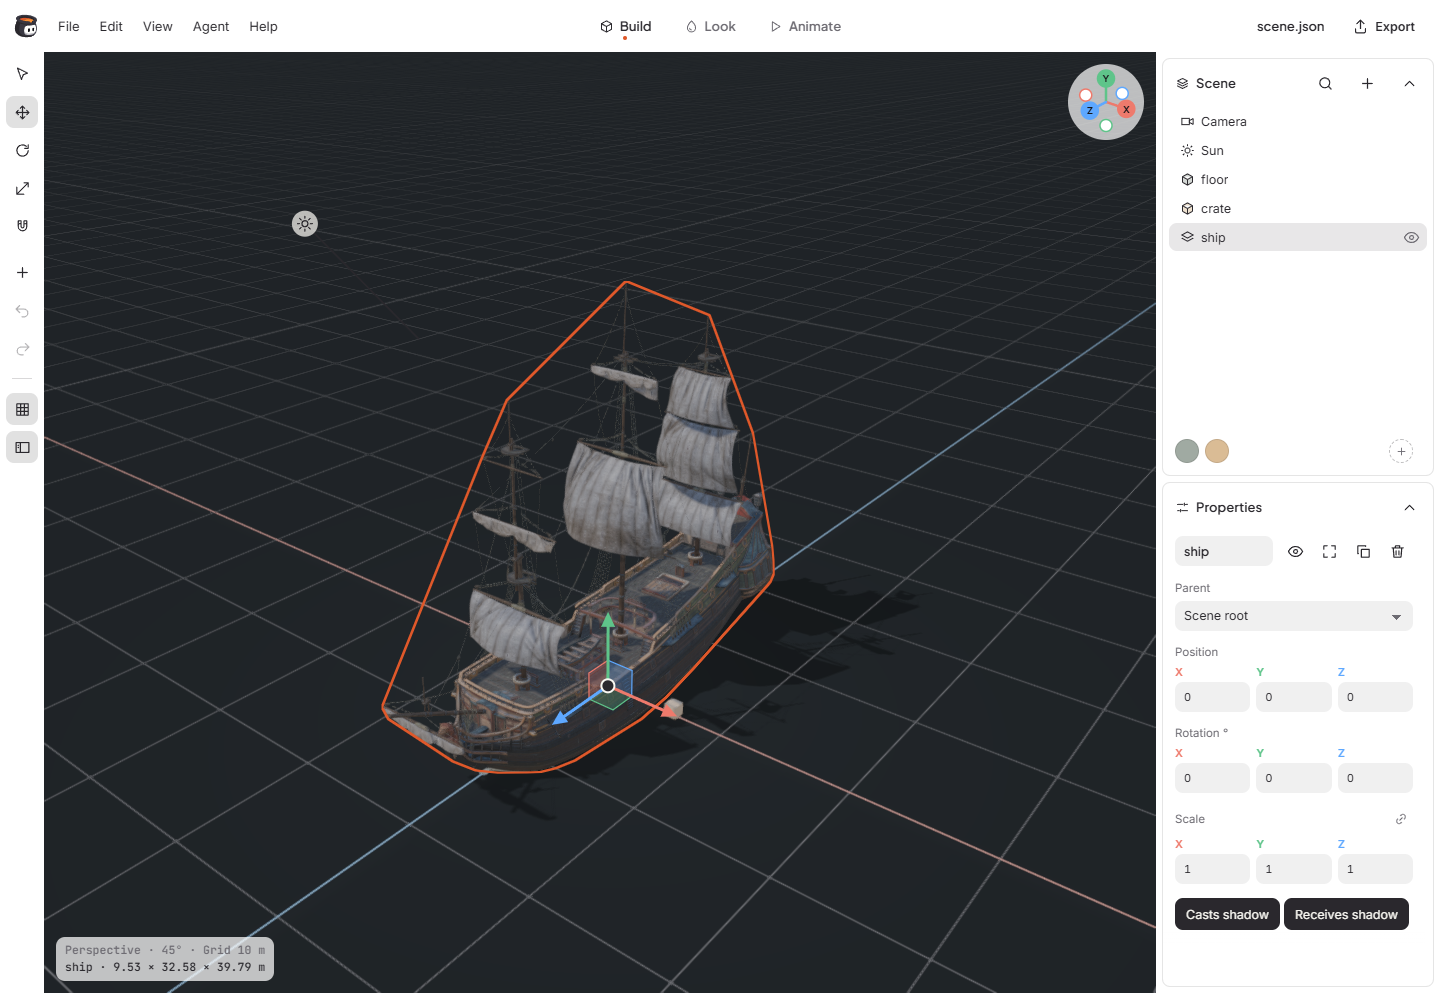 File Edit View Agent Help
Build Look Animate
scene.json Export
Y
Z X
Scene
Camera
Sun
floor
crate
ship
Properties
ship
Parent
Scene root
Position
X Y Z
0 0 0
Rotation °
X Y Z
0 0 0
Scale
X Y Z
1 1 1
Casts shadow Receives shadow
Perspective · 45° · Grid 10 m
ship · 9.53 × 32.58 × 39.79 m